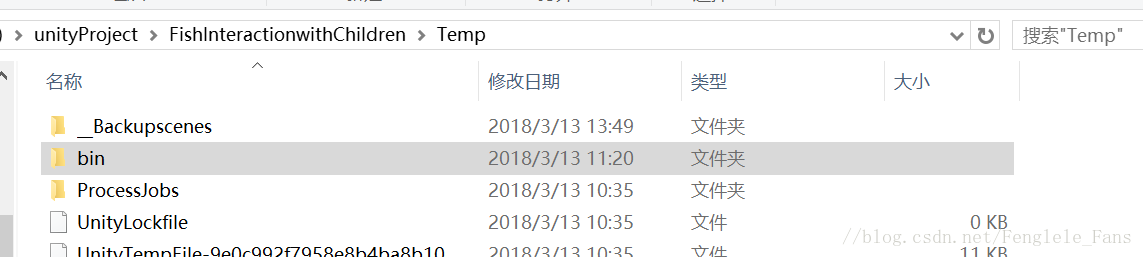 ) > unityProject > FishInteractionwithChildren > Temp
搜索"Temp"
名称 修改日期 类型 大小
__Backupscenes 2018/3/13 13:49 文件夹
bin 2018/3/13 11:20 文件夹
ProcessJobs 2018/3/13 10:35 文件夹
UnityLockfile 2018/3/13 10:35 文件 0 KB
UnityTempFile-9e0c992f7958e8b4ba8b10 2018/3/13 10:35 文件 11 KB
//blog.csdn.net/Fenglele_Fans